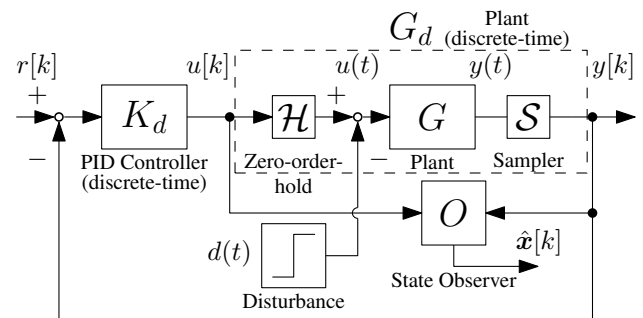 G_d Plant (discrete-time)
r[k] u[k] u(t) y(t) y[k]
+ + 
K_d H G S
− −
PID Controller (discrete-time)
Zero-order-hold
Plant
Sampler
O
d(t)
x̂[k]
State Observer
Disturbance